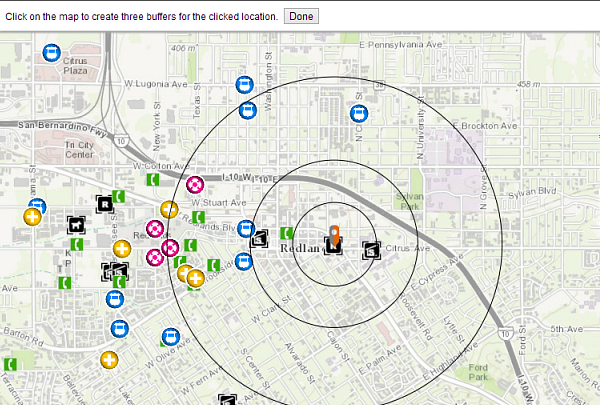 Click on the map to create three buffers for the clicked location. Done
406 m
E Pennsylvania Ave
Citrus
Plaza
W Lugonia Ave
458 m
Texas St
Washington St
New York St
N University St
San Bernardino Fwy
10
E Brockton Ave
Tri City
Center
W Colton Ave
I-10 W
I-10 E
N Grove St
Sylvan Blvd
Sylvan
Park
W Stuart Ave
R
Redlands Blvd
Citrus Ave
E Cypress Ave
W Clark St
Roosevelt Rd
Lytle St
10
Ford St
5th Ave
Barton Rd
W Olive Ave
S Center St
Alvarado St
Cajon St
E Palm Ave
E Highland Ave
W Fern Ave
Ford
Park
I-10 W